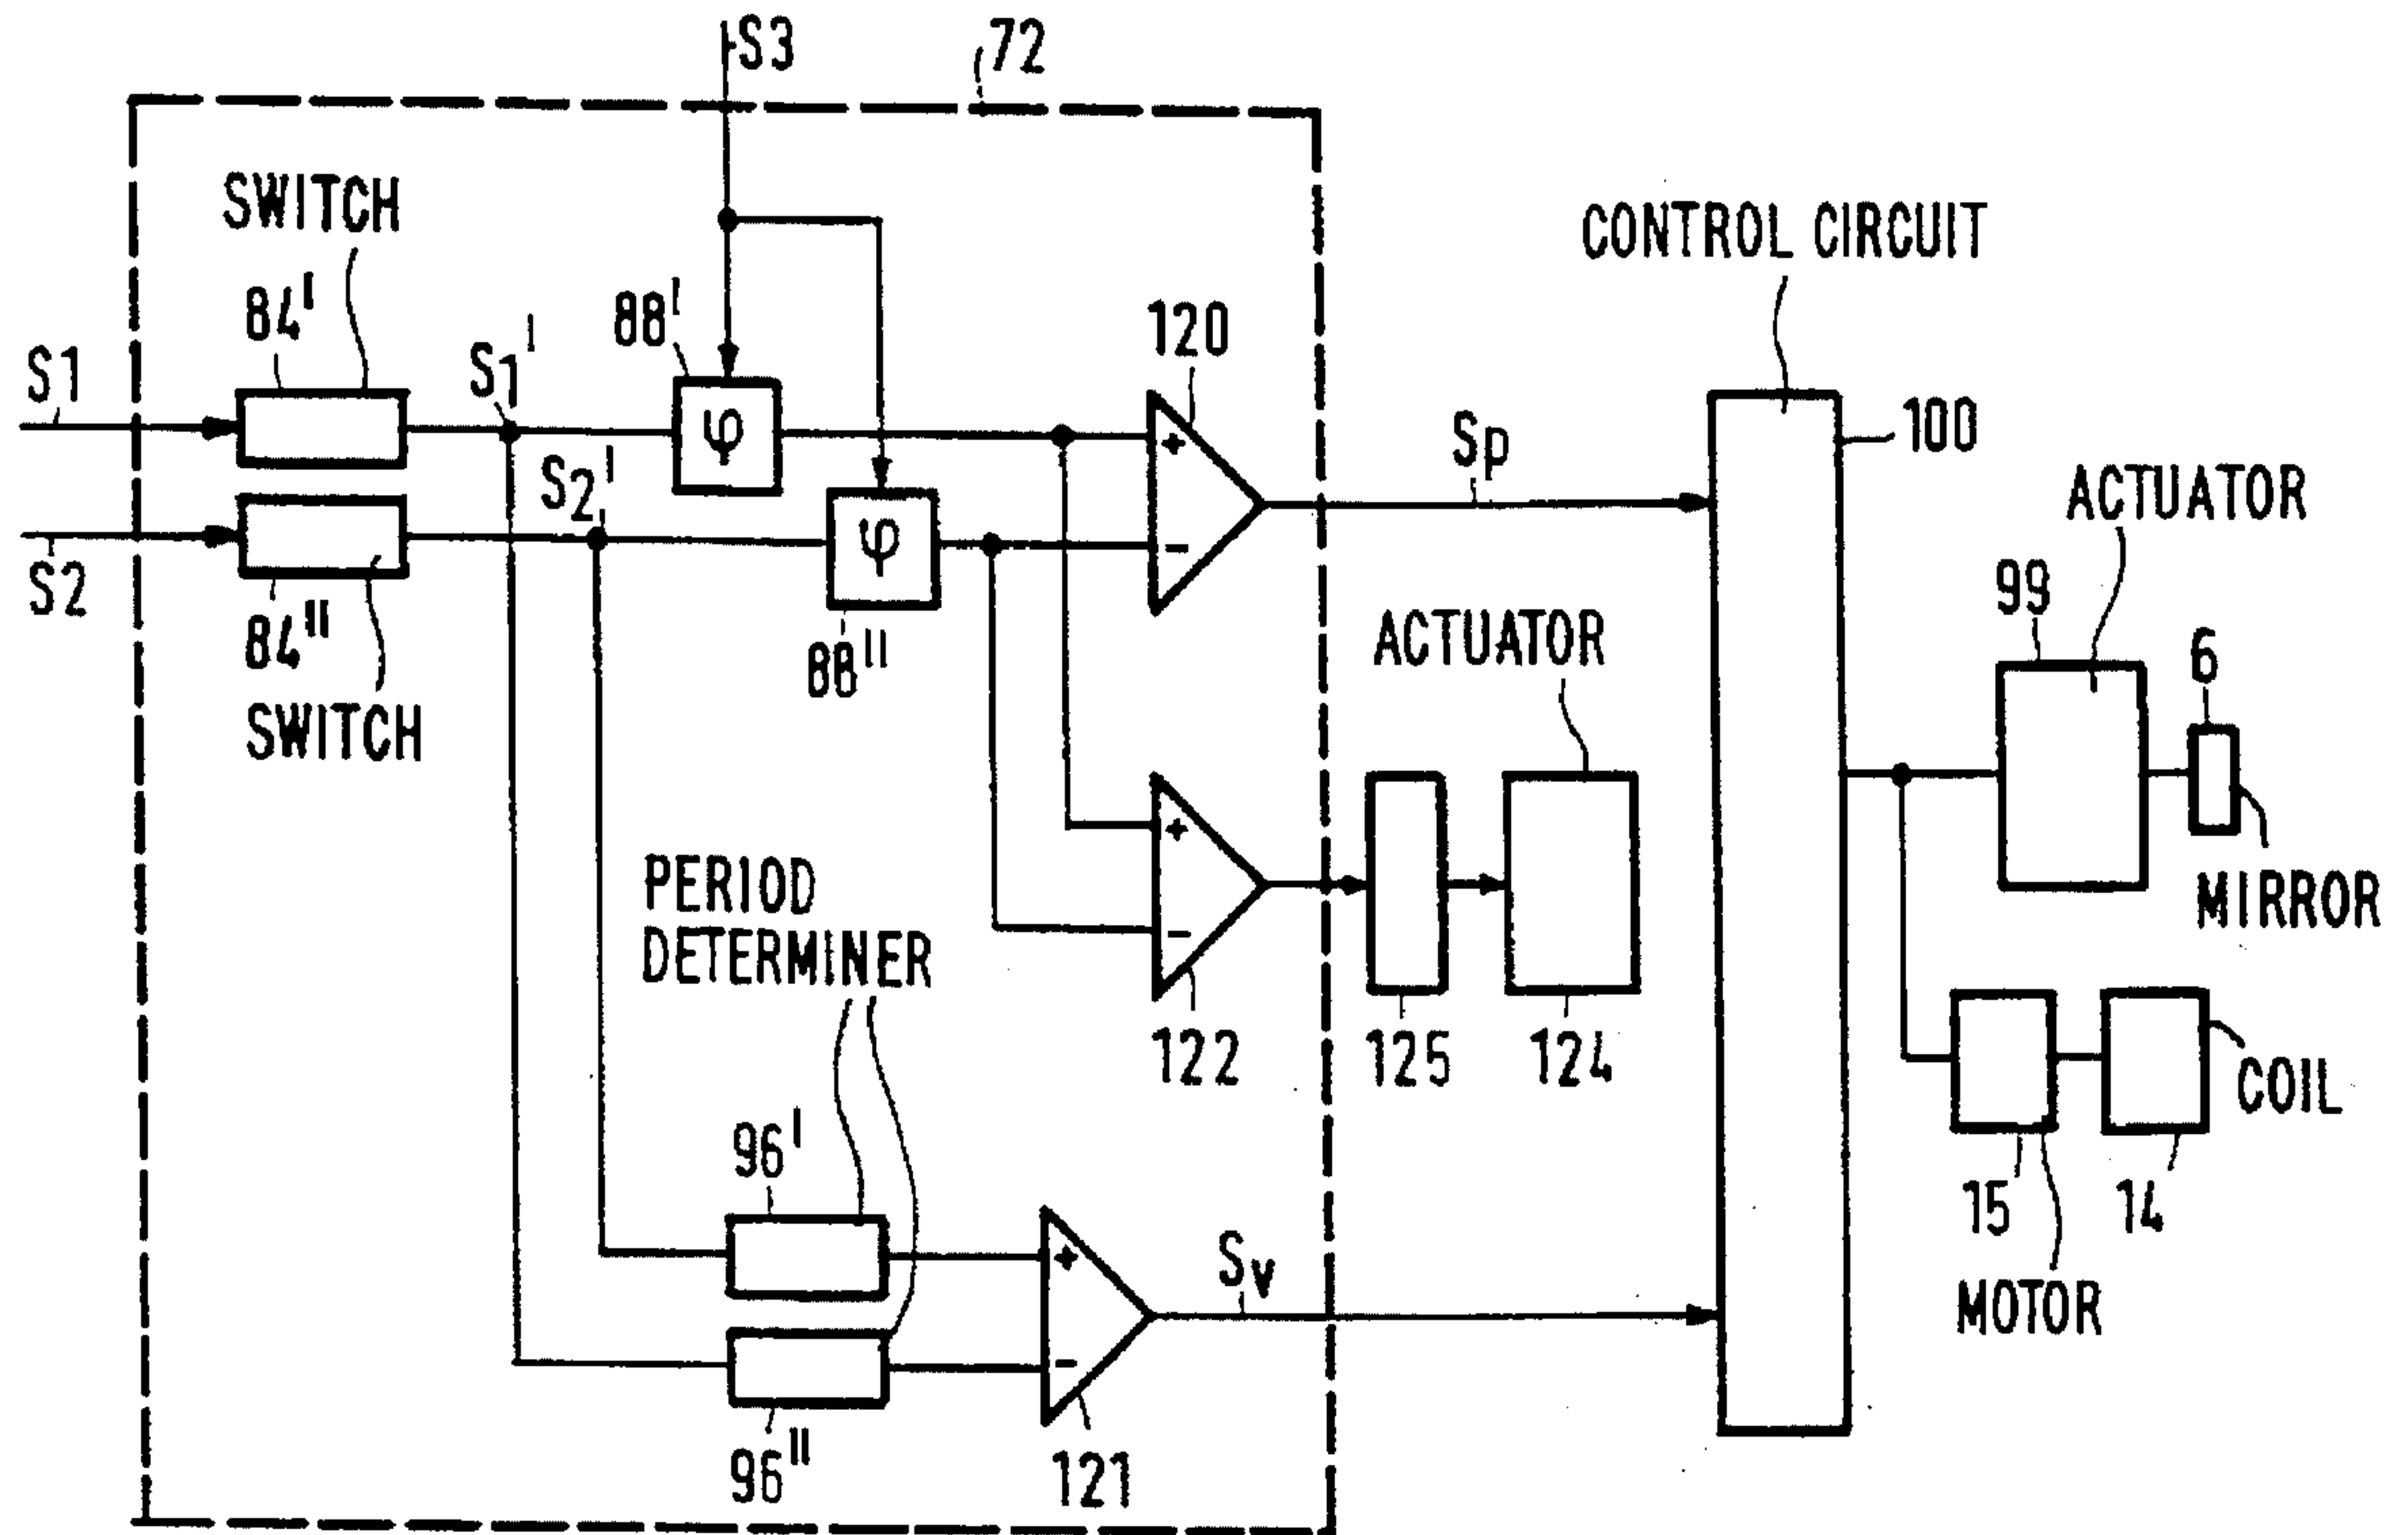 S3
72
SWITCH
CONTROL CIRCUIT
84'
88'
S1'
120
S1
φ
+
Sp
100
S2'
ACTUATOR
φ
-
S2
84"
88"
ACTUATOR
99
6
SWITCH
+
PERIOD
DETERMINER
-
MIRROR
122
125
124
COIL
96'
15
14
+
Sv
MOTOR
-
96"
121